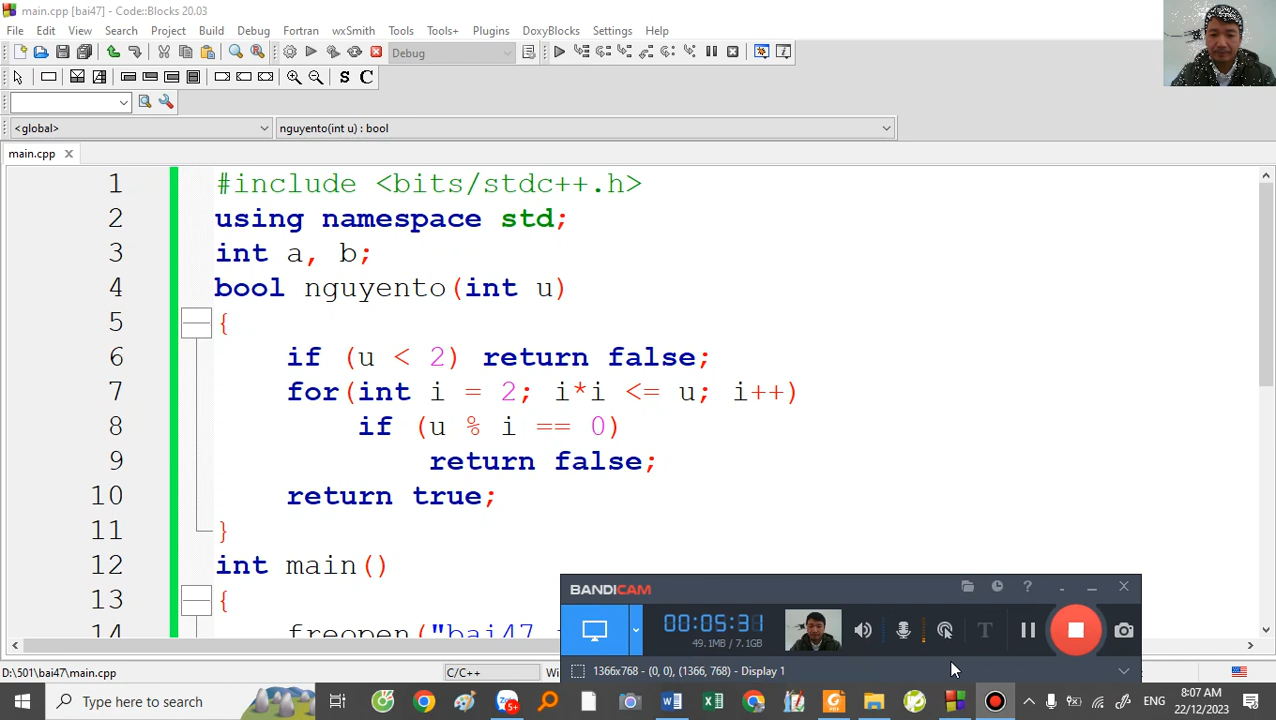 main.cpp [bai47] - Code::Blocks 20.03
File Edit View Search Project Build Debug Fortran wxSmith Tools Tools+ Plugins DoxyBlocks Settings Help
Debug
S C
<global> nguyento(int u) : bool
main.cpp
1 #include <bits/stdc++.h>
2 using namespace std;
3 int a, b;
4 bool nguyento(int u)
5 {
6 if (u < 2) return false;
7 for(int i = 2; i*i <= u; i++)
8 if (u % i == 0)
9 return false;
10 return true;
11 }
12 int main()
13 {
14 freopen("bai47
BANDICAM
00:05:31
49.1MB / 7.1GB
1366x768 - (0, 0), (1366, 768) - Display 1
D:\501\bai47\main.cpp C/C++ Wi
Type here to search
5+
ENG
8:07 AM
22/12/2023